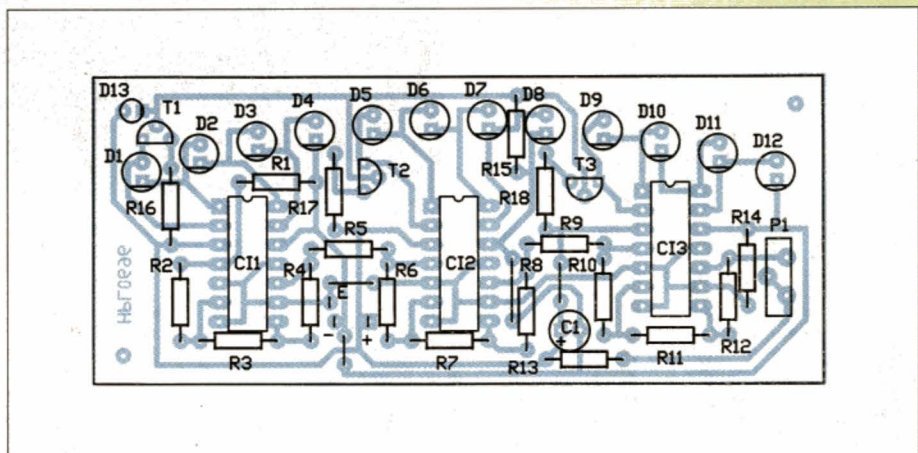 D13
T1
D1
D2
D3
D4
D5
D6
D7
D8
D9
D10
D11
D12
R1
R16
R17
T2
R15
R18
T3
R14
P1
R2
CI1
R4
R5
E
R6
CI2
R8
R9
R10
CI3
R12
R3
-
+
R7
R13
C1
+
R11
HPL0696